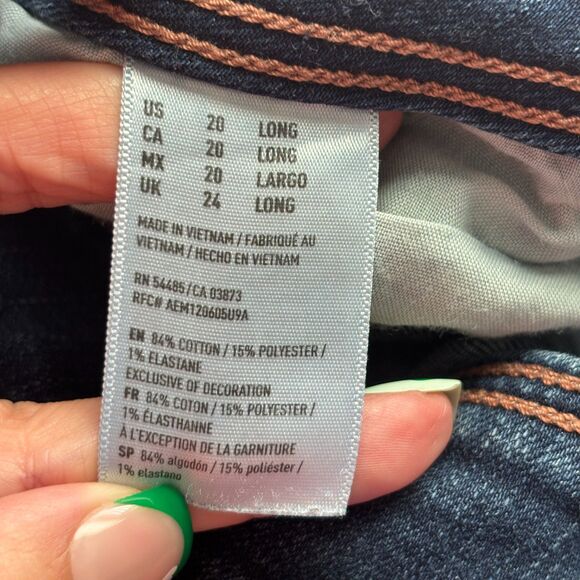 US 20 LONG
CA 20 LONG
MX 20 LARGO
UK 24 LONG
MADE IN VIETNAM / FABRIQUÉ AU
VIETNAM / HECHO EN VIETNAM
RN 54485 / CA 03873
RFC# AEM120605U9A
EN 84% COTTON / 15% POLYESTER /
1% ELASTANE
EXCLUSIVE OF DECORATION
FR 84% COTON / 15% POLYESTER /
1% ÉLASTHANNE
À L'EXCEPTION DE LA GARNITURE
SP 84% algodón / 15% poliéster /
1% elastano